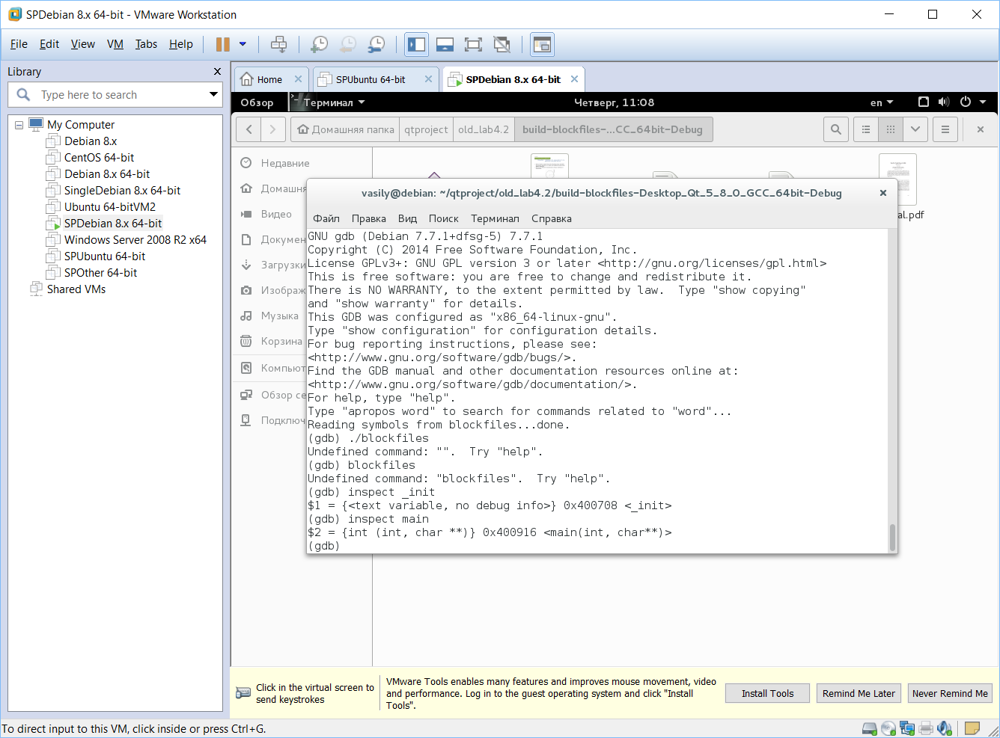 SPDebian 8.x 64-bit - VMware Workstation
File Edit View VM Tabs Help
Library
Type here to search
My Computer
Debian 8.x
CentOS 64-bit
Debian 8.x 64-bit
SingleDebian 8.x 64-bit
Ubuntu 64-bitVM2
SPDebian 8.x 64-bit
Windows Server 2008 R2 x64
SPUbuntu 64-bit
SPOther 64-bit
Shared VMs
Home SPUbuntu 64-bit SPDebian 8.x 64-bit
Обзор Терминал Четверг, 11:08 en
Домашняя папка qtproject old_lab4.2 build-blockfiles-...CC_64bit-Debug
Недавние
Видео
Музыка
Корзина
al.pdf
vasily@debian: ~/qtproject/old_lab4.2/build-blockfiles-Desktop_Qt_5_8_0_GCC_64bit-Debug
Файл Правка Вид Поиск Терминал Справка
GNU gdb (Debian 7.7.1+dfsg-5) 7.7.1
Copyright (C) 2014 Free Software Foundation, Inc.
License GPLv3+: GNU GPL version 3 or later <http://gnu.org/licenses/gpl.html>
This is free software: you are free to change and redistribute it.
There is NO WARRANTY, to the extent permitted by law.  Type "show copying"
and "show warranty" for details.
This GDB was configured as "x86_64-linux-gnu".
Type "show configuration" for configuration details.
For bug reporting instructions, please see:
<http://www.gnu.org/software/gdb/bugs/>.
Find the GDB manual and other documentation resources online at:
<http://www.gnu.org/software/gdb/documentation/>.
For help, type "help".
Type "apropos word" to search for commands related to "word"...
Reading symbols from blockfiles...done.
(gdb) ./blockfiles
Undefined command: "".  Try "help".
(gdb) blockfiles
Undefined command: "blockfiles".  Try "help".
(gdb) inspect _init
$1 = {<text variable, no debug info>} 0x400708 <_init>
(gdb) inspect main
$2 = {int (int, char **)} 0x400916 <main(int, char**)>
(gdb)
Click in the virtual screen to
send keystrokes
VMware Tools enables many features and improves mouse movement, video
and performance. Log in to the guest operating system and click "Install
Tools".
Install Tools Remind Me Later Never Remind Me
To direct input to this VM, click inside or press Ctrl+G.